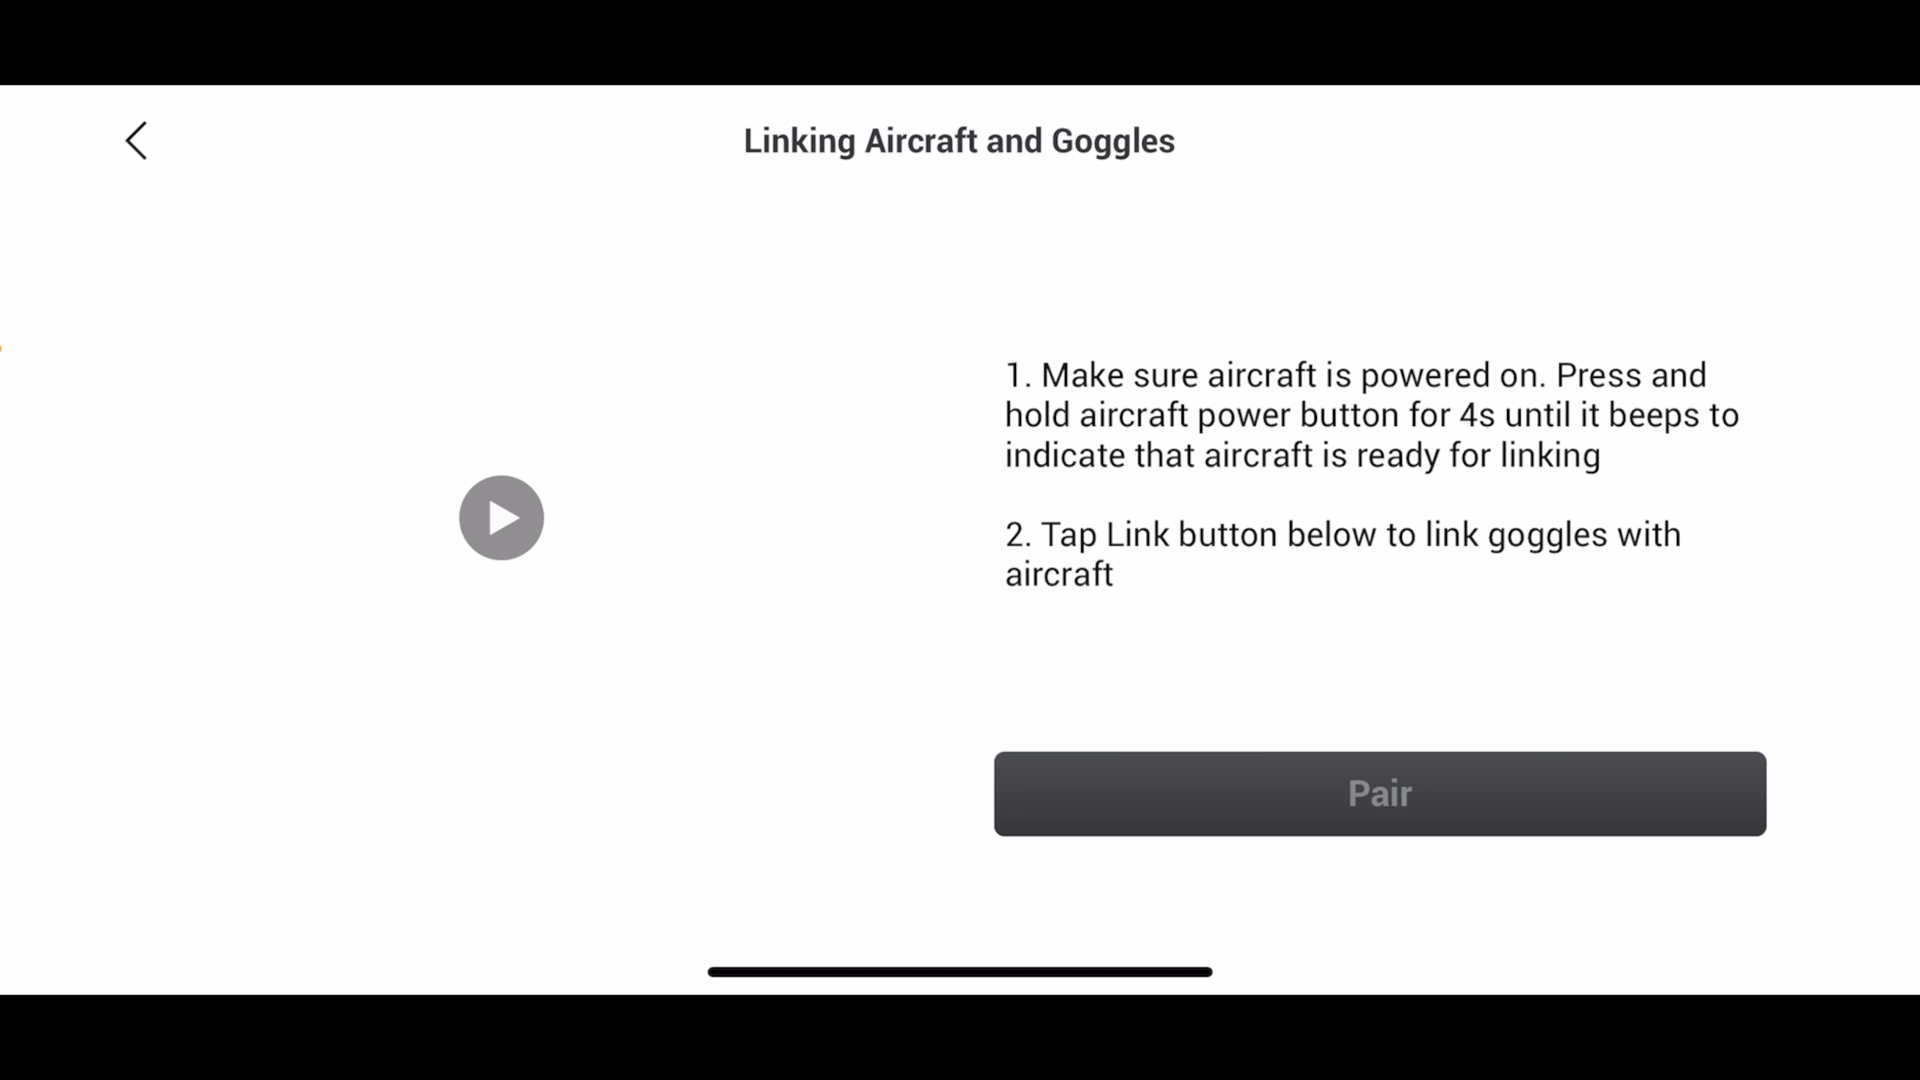 Linking Aircraft and Goggles
1. Make sure aircraft is powered on. Press and
hold aircraft power button for 4s until it beeps to
indicate that aircraft is ready for linking
2. Tap Link button below to link goggles with
aircraft
Pair